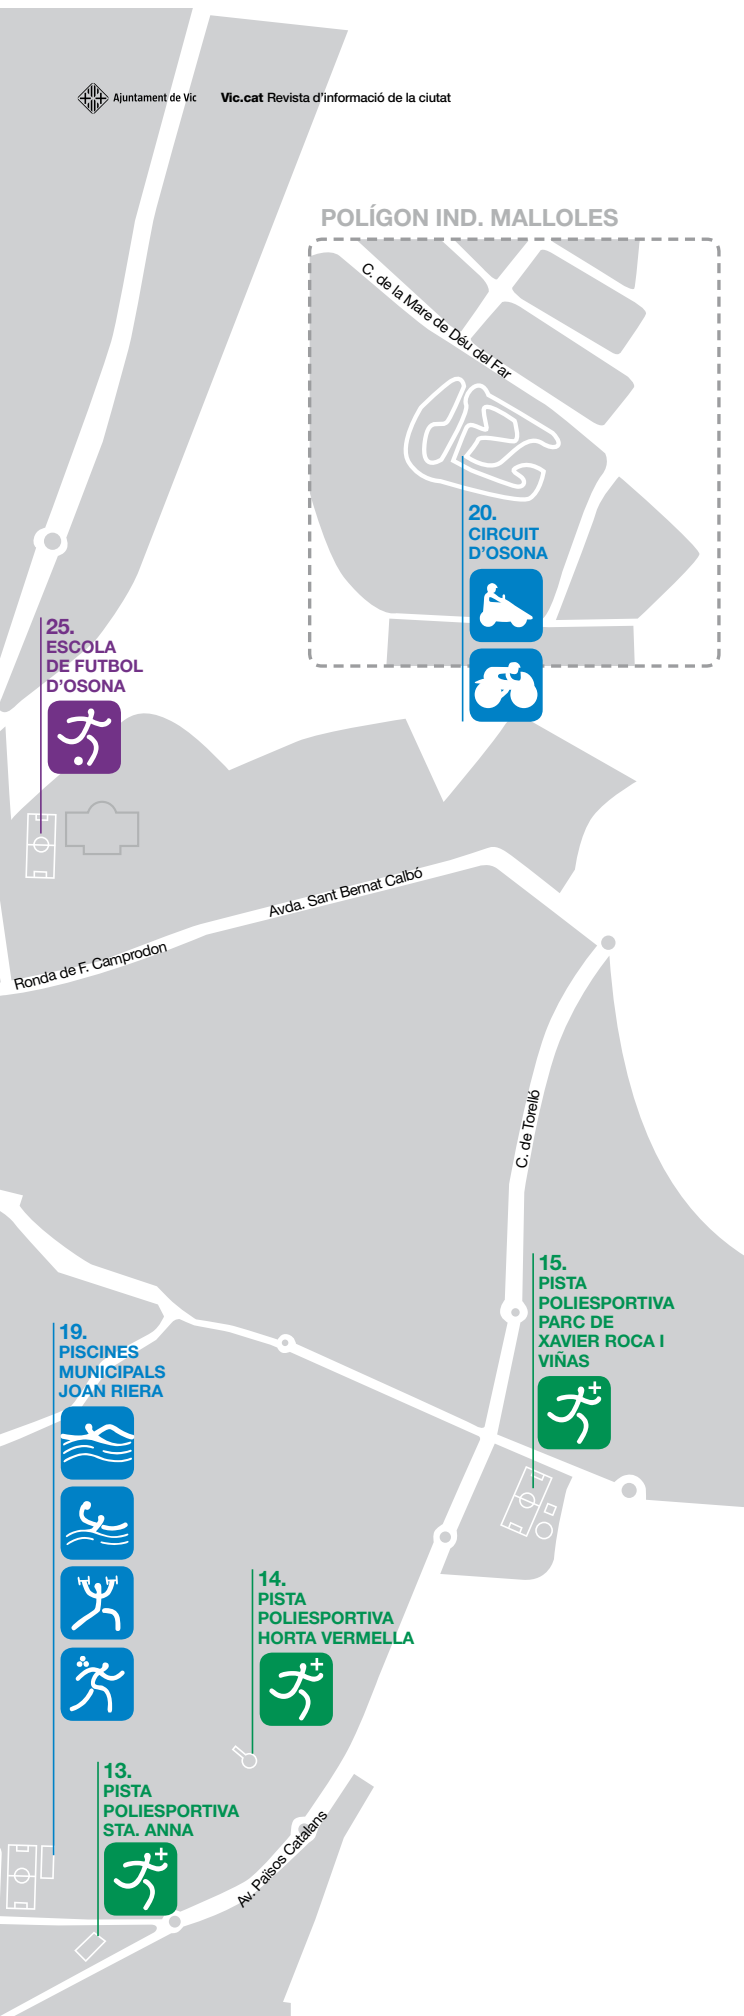 Ajuntament de Vic
Vic.cat Revista d'informació de la ciutat
POLÍGON IND. MALLOLES
C. de la Mare de Déu del Far
20.
CIRCUIT
D'OSONA
25.
ESCOLA
DE FUTBOL
D'OSONA
Avda. Sant Bernat Calbó
Ronda de F. Camprodon
C. de Torelló
15.
PISTA
POLIESPORTIVA
PARC DE
XAVIER ROCA I
VIÑAS
19.
PISCINES
MUNICIPALS
JOAN RIERA
14.
PISTA
POLIESPORTIVA
HORTA VERMELLA
13.
PISTA
POLIESPORTIVA
STA. ANNA
Av. Països Catalans